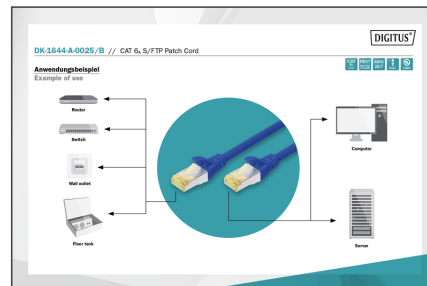 DIGITUS®
DK-1644-A-0025/B // CAT 6A S/FTP Patch Cord
Anwendungsbeispiel
Example of use
CAT
Router
Switch
Wall outlet
Floor tank
Computer
Server